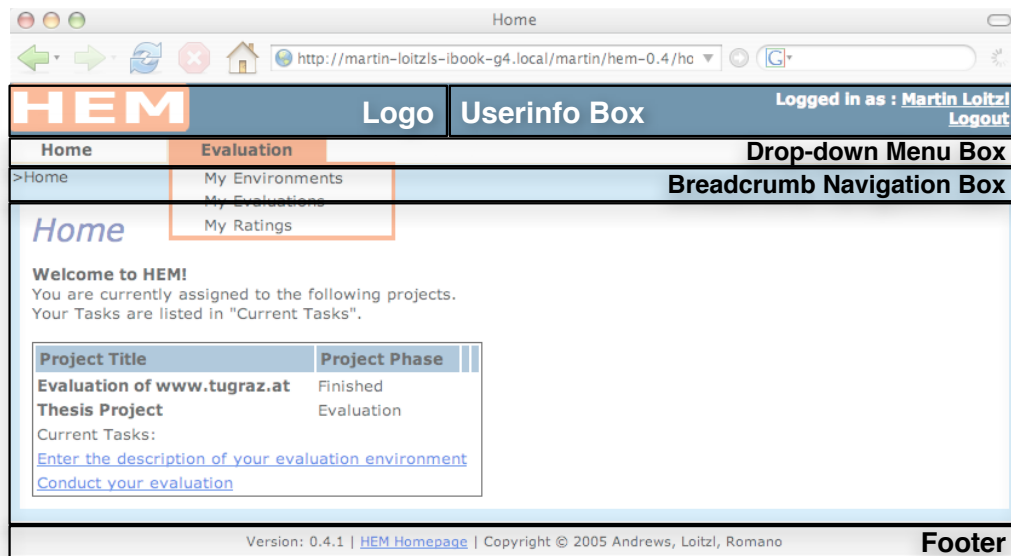 Home
http://martin-loitzls-ibook-g4.local/martin/hem-0.4/ho
G
HEM Logo Userinfo Box Logged in as : Martin Loitzl
Logout
Home Evaluation Drop-down Menu Box
>Home My Environments Breadcrumb Navigation Box
My Evaluations
Home My Ratings
Welcome to HEM!
You are currently assigned to the following projects.
Your Tasks are listed in "Current Tasks".
Project Title Project Phase
Evaluation of www.tugraz.at Finished
Thesis Project Evaluation
Current Tasks:
Enter the description of your evaluation environment
Conduct your evaluation
Version: 0.4.1 | HEM Homepage | Copyright © 2005 Andrews, Loitzl, Romano Footer